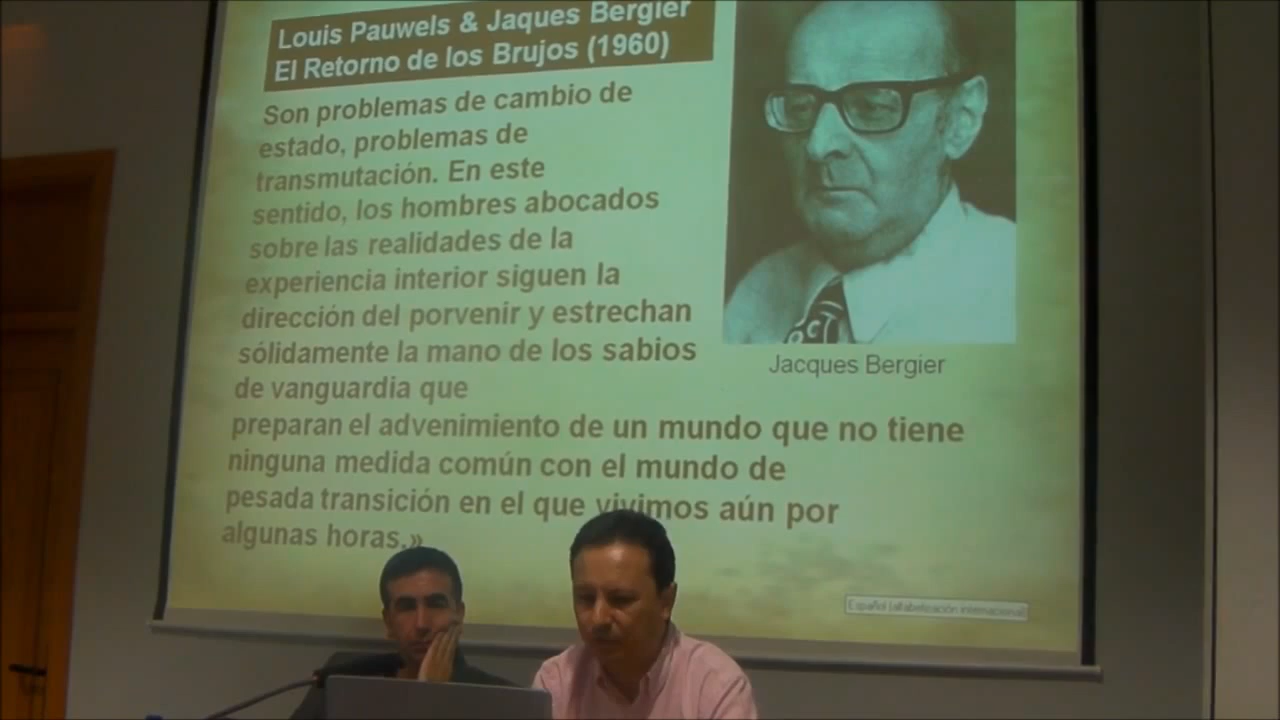 Louis Pauwels & Jaques Bergier
El Retorno de los Brujos (1960)
Son problemas de cambio de
estado, problemas de
transmutación. En este
sentido, los hombres abocados
sobre las realidades de la
experiencia interior siguen la
dirección del porvenir y estrechan
sólidamente la mano de los sabios
de vanguardia que
preparan el advenimiento de un mundo que no tiene
ninguna medida común con el mundo de
pesada transición en el que vivimos aún por
algunas horas.»
Jacques Bergier
Español (alfabetización internacional)